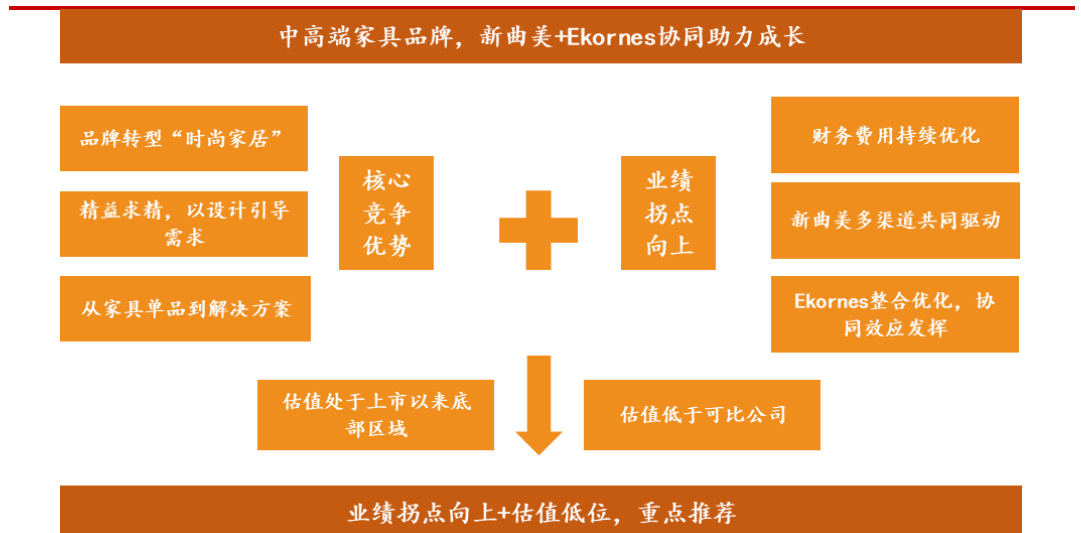 中高端家具品牌，新曲美+Ekornes协同助力成长
品牌转型“时尚家居”
精益求精，以设计引导
需求
从家具单品到解决方案
核心
竞争
优势
业绩
拐点
向上
财务费用持续优化
新曲美多渠道共同驱动
Ekornes整合优化，协
同效应发挥
估值处于上市以来底
部区域
估值低于可比公司
业绩拐点向上+估值低位，重点推荐